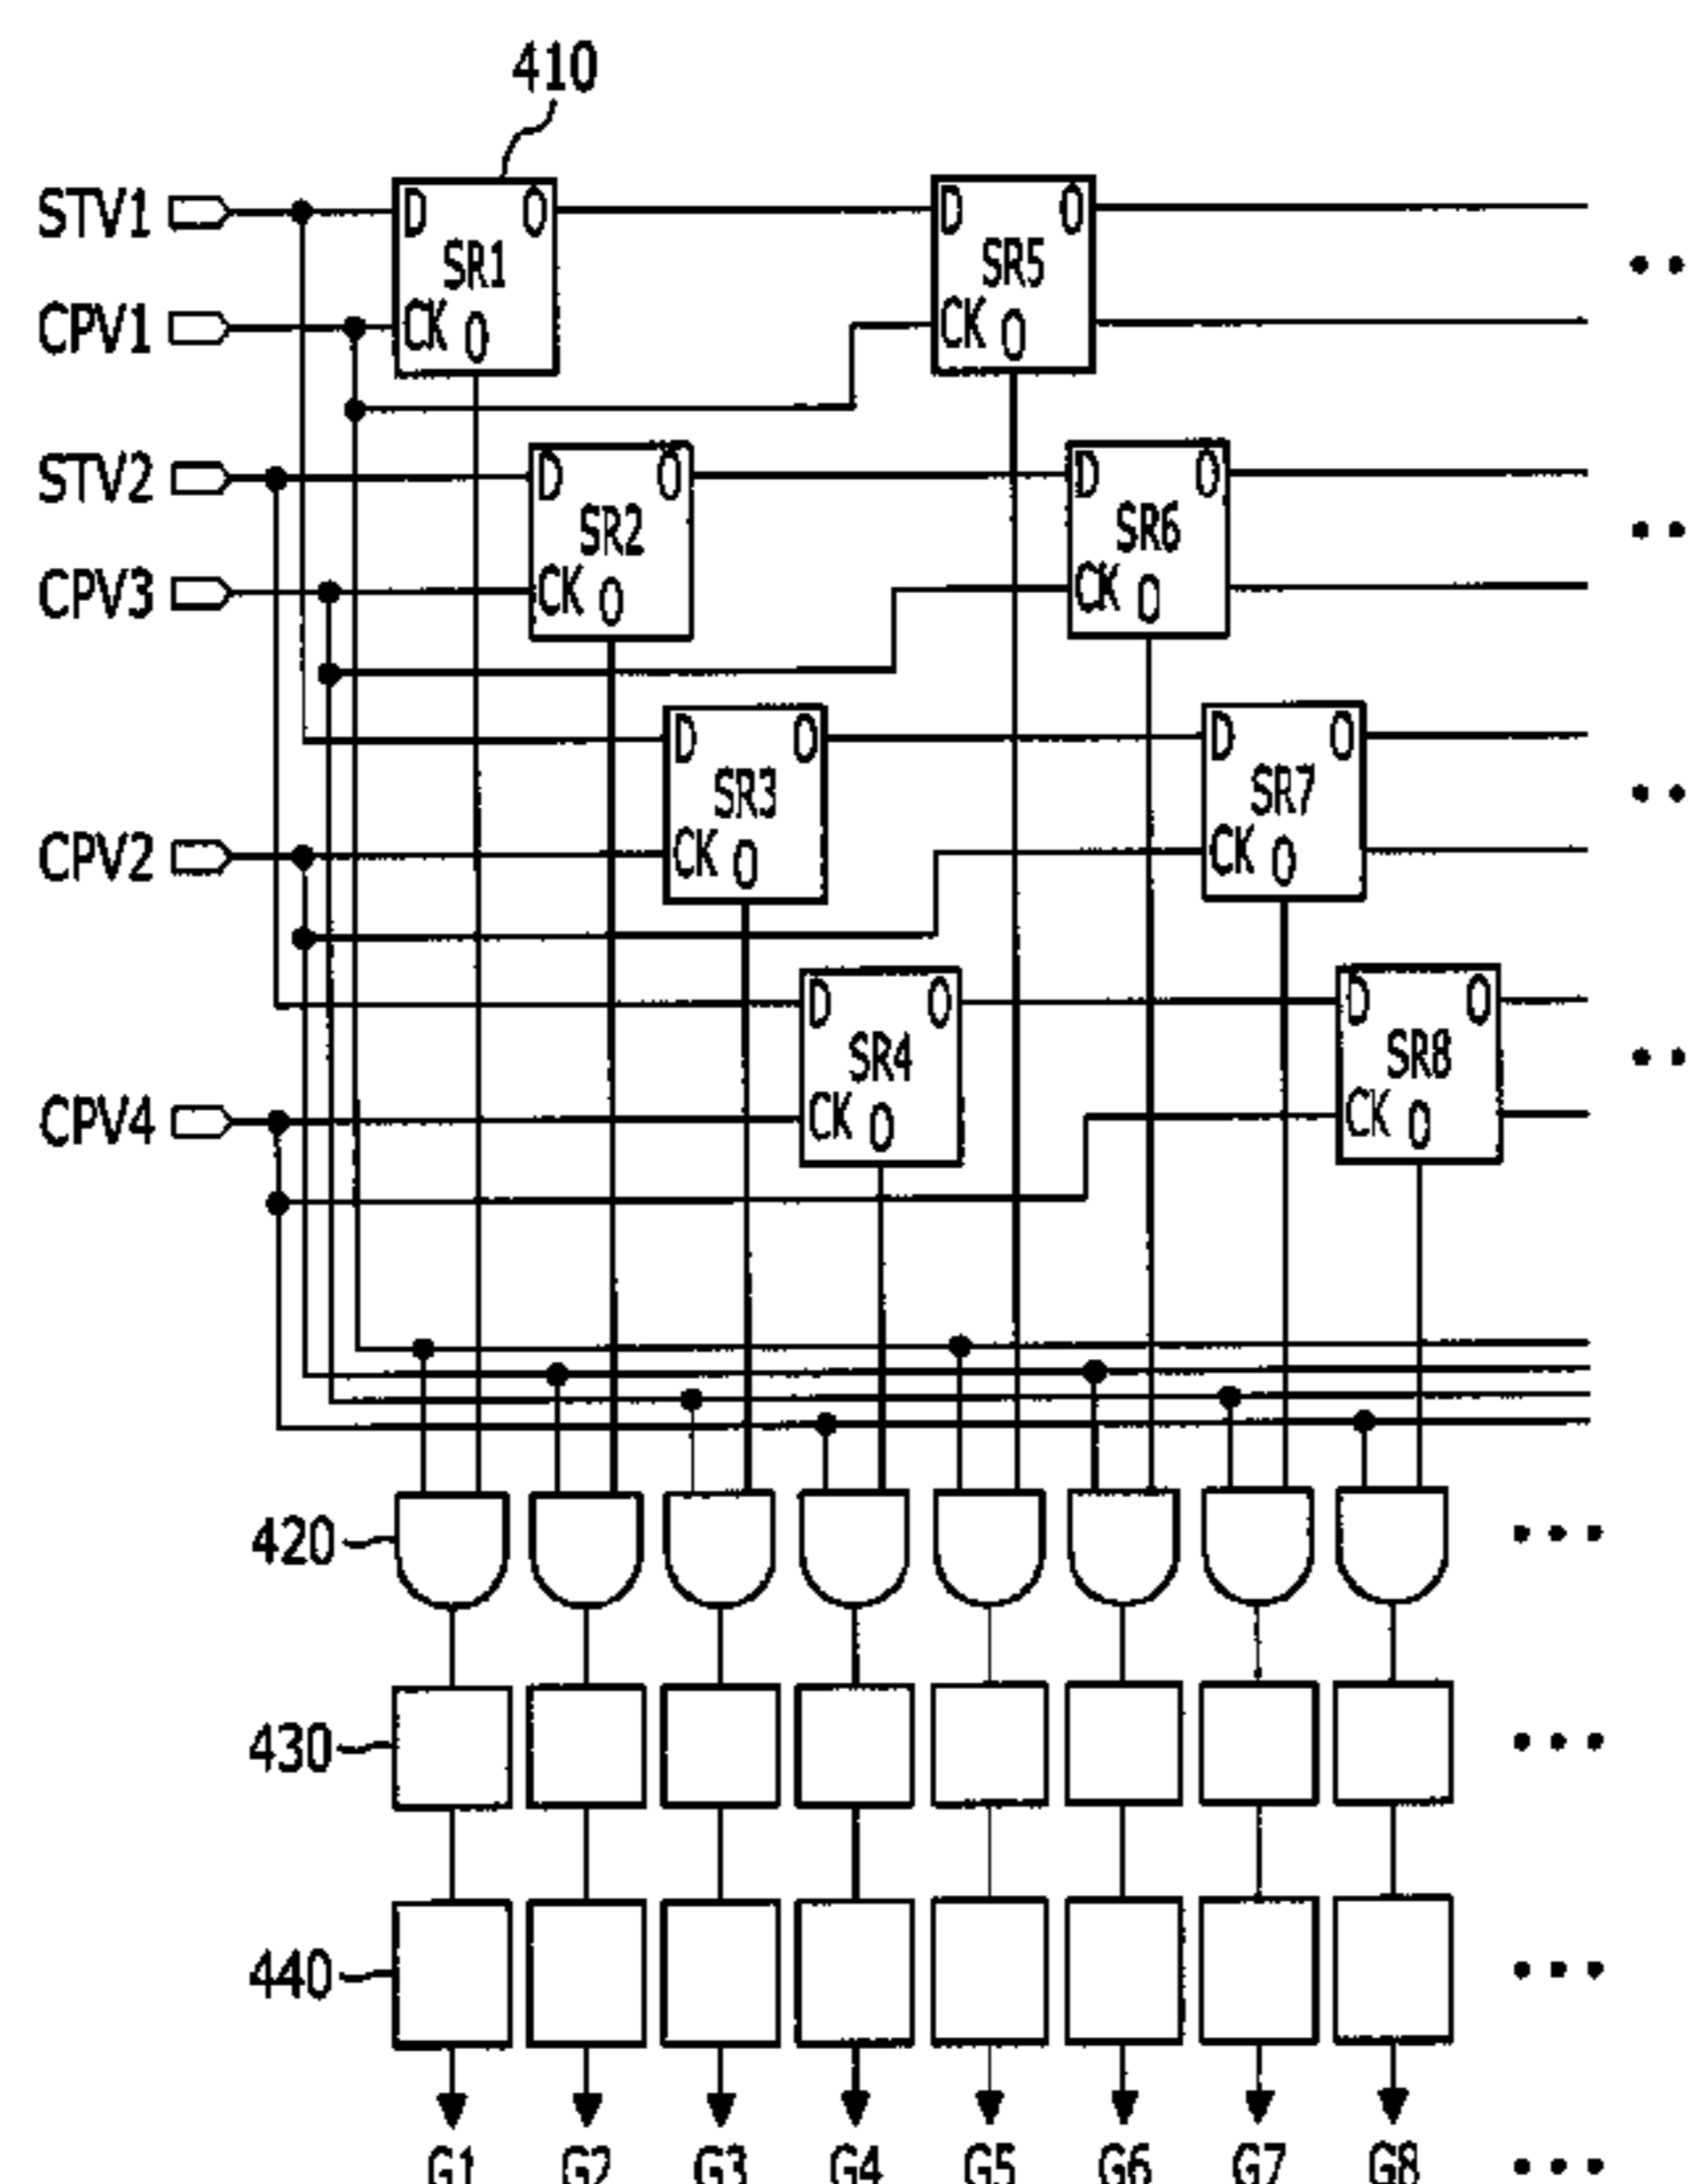 410
STV1
D O
SR1
CK O
D O
SR5
CK O
CPV1
STV2
D O
SR2
CK O
D O
SR6
CK O
CPV3
D O
SR3
CK O
D O
SR7
CK O
CPV2
D O
SR4
CK O
D O
SR8
CK O
CPV4
420
430
440
G1 G2 G3 G4 G5 G6 G7 G8